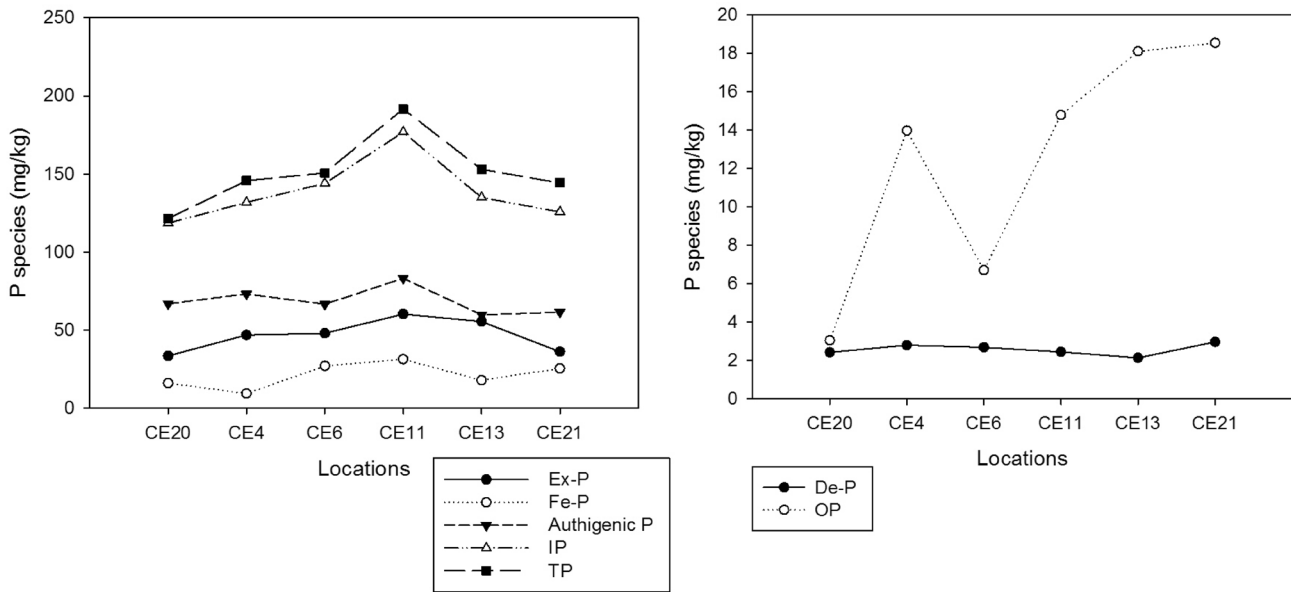 P species (mg/kg)
250
200
150
100
50
0
CE20 CE4 CE6 CE11 CE13 CE21
Locations
Ex-P
Fe-P
Authigenic P
IP
TP
P species (mg/kg)
20
18
16
14
12
10
8
6
4
2
0
CE20 CE4 CE6 CE11 CE13 CE21
Locations
De-P
OP